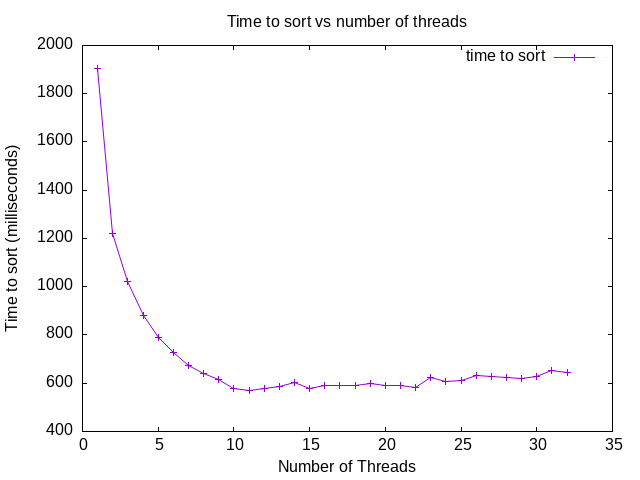 Time to sort vs number of threads
time to sort
Time to sort (milliseconds)
2000
1800
1600
1400
1200
1000
800
600
400
0 5 10 15 20 25 30 35
Number of Threads